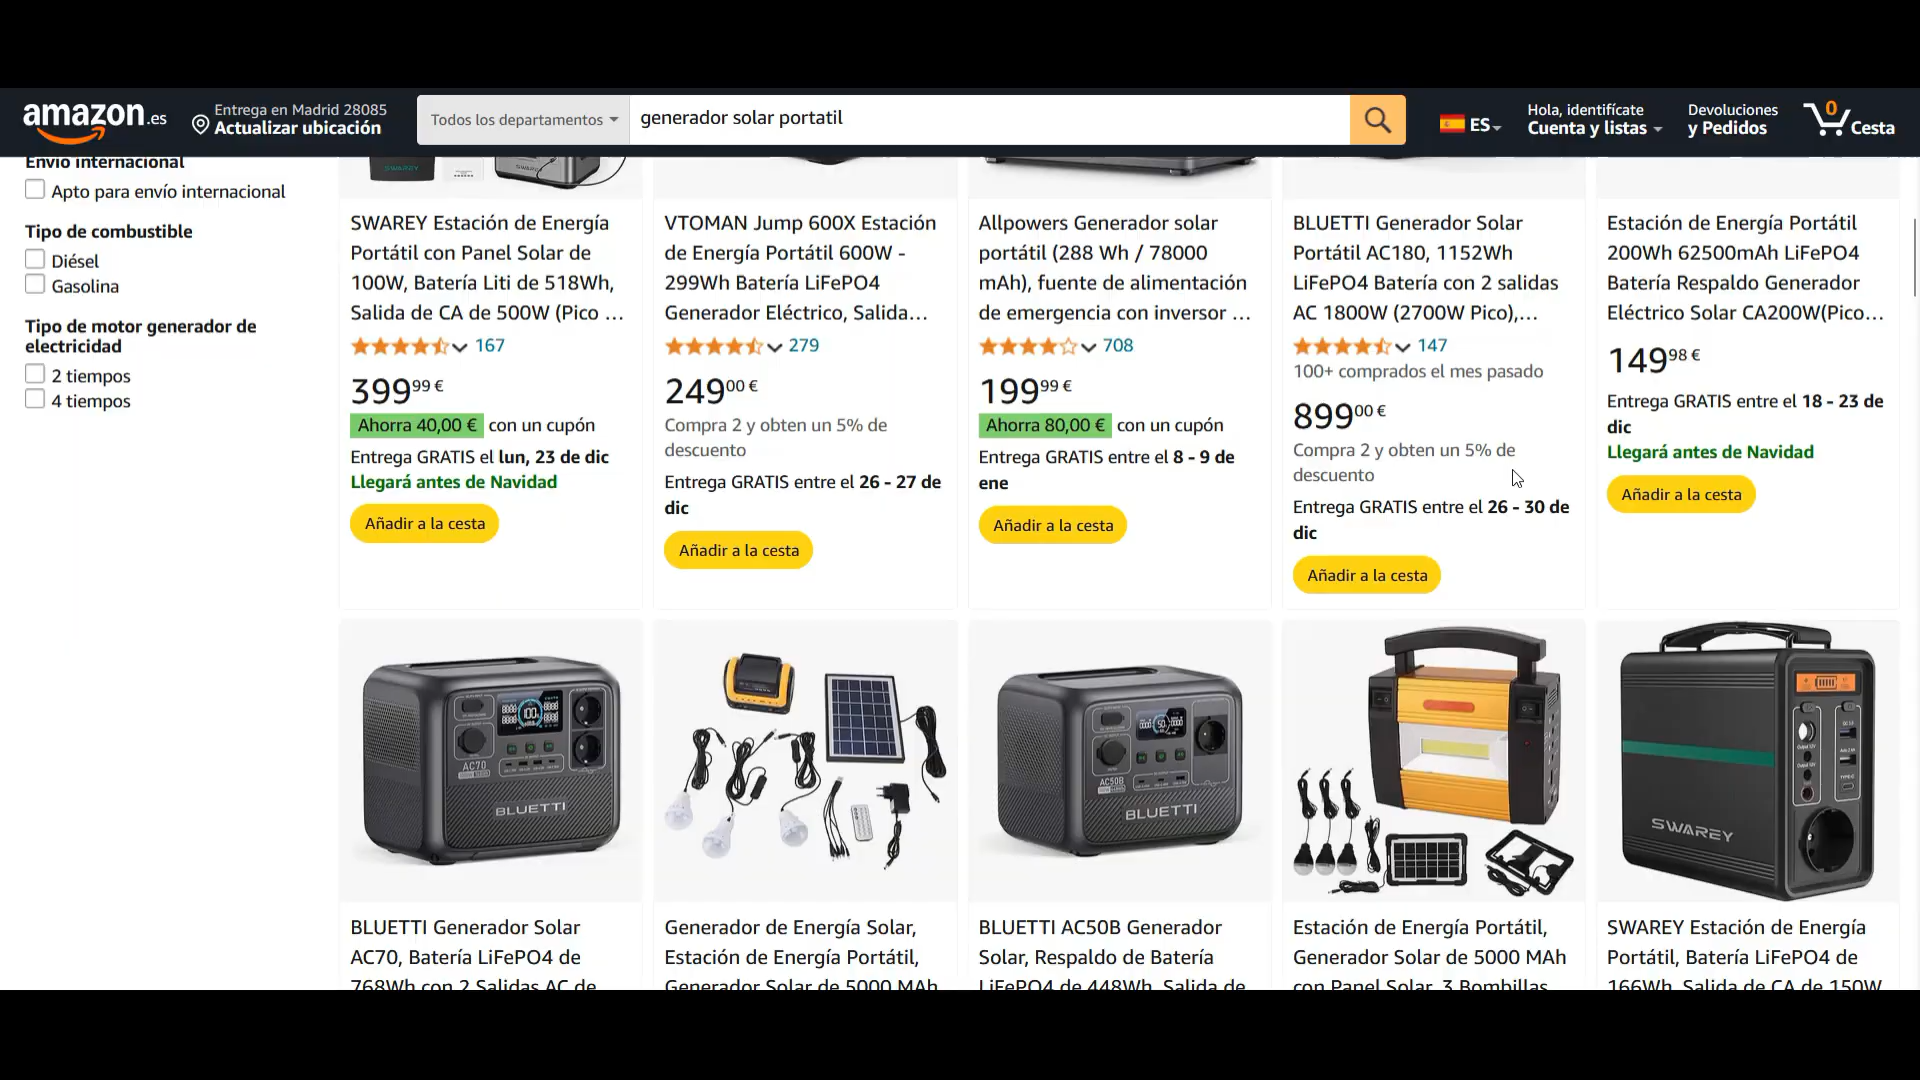 amazon.es
Entrega en Madrid 28085
Actualizar ubicación
Todos los departamentos
generador solar portatil
ES
Hola, identifícate
Cuenta y listas
Devoluciones
y Pedidos
0
Cesta
Envío internacional
Apto para envío internacional
Tipo de combustible
Diésel
Gasolina
Tipo de motor generador de
electricidad
2 tiempos
4 tiempos
SWAREY
SWAREY Estación de Energía
Portátil con Panel Solar de
100W, Batería Liti de 518Wh,
Salida de CA de 500W (Pico ...
167
399,99 €
Ahorra 40,00 € con un cupón
Entrega GRATIS el lun, 23 de dic
Llegará antes de Navidad
Añadir a la cesta
VTOMAN Jump 600X Estación
de Energía Portátil 600W -
299Wh Batería LiFePO4
Generador Eléctrico, Salida...
279
249,00 €
Compra 2 y obten un 5% de
descuento
Entrega GRATIS entre el 26 - 27 de
dic
Añadir a la cesta
Allpowers Generador solar
portátil (288 Wh / 78000
mAh), fuente de alimentación
de emergencia con inversor ...
708
199,99 €
Ahorra 80,00 € con un cupón
Entrega GRATIS entre el 8 - 9 de
ene
Añadir a la cesta
BLUETTI Generador Solar
Portátil AC180, 1152Wh
LiFePO4 Batería con 2 salidas
AC 1800W (2700W Pico),...
147
100+ comprados el mes pasado
899,00 €
Compra 2 y obten un 5% de
descuento
Entrega GRATIS entre el 26 - 30 de
dic
Añadir a la cesta
Estación de Energía Portátil
200Wh 62500mAh LiFePO4
Batería Respaldo Generador
Eléctrico Solar CA200W(Pico...
149,98 €
Entrega GRATIS entre el 18 - 23 de
dic
Llegará antes de Navidad
Añadir a la cesta
AC70
BLUETTI
AC50B
BLUETTI
SWAREY
BLUETTI Generador Solar
AC70, Batería LiFePO4 de
768Wh con 2 Salidas AC de
Generador de Energía Solar,
Estación de Energía Portátil,
Generador Solar de 5000 MAh
BLUETTI AC50B Generador
Solar, Respaldo de Batería
LiFePO4 de 448Wh, Salida de
Estación de Energía Portátil,
Generador Solar de 5000 MAh
con Panel Solar, 3 Bombillas
SWAREY Estación de Energía
Portátil, Batería LiFePO4 de
166Wh, Salida de CA de 150W